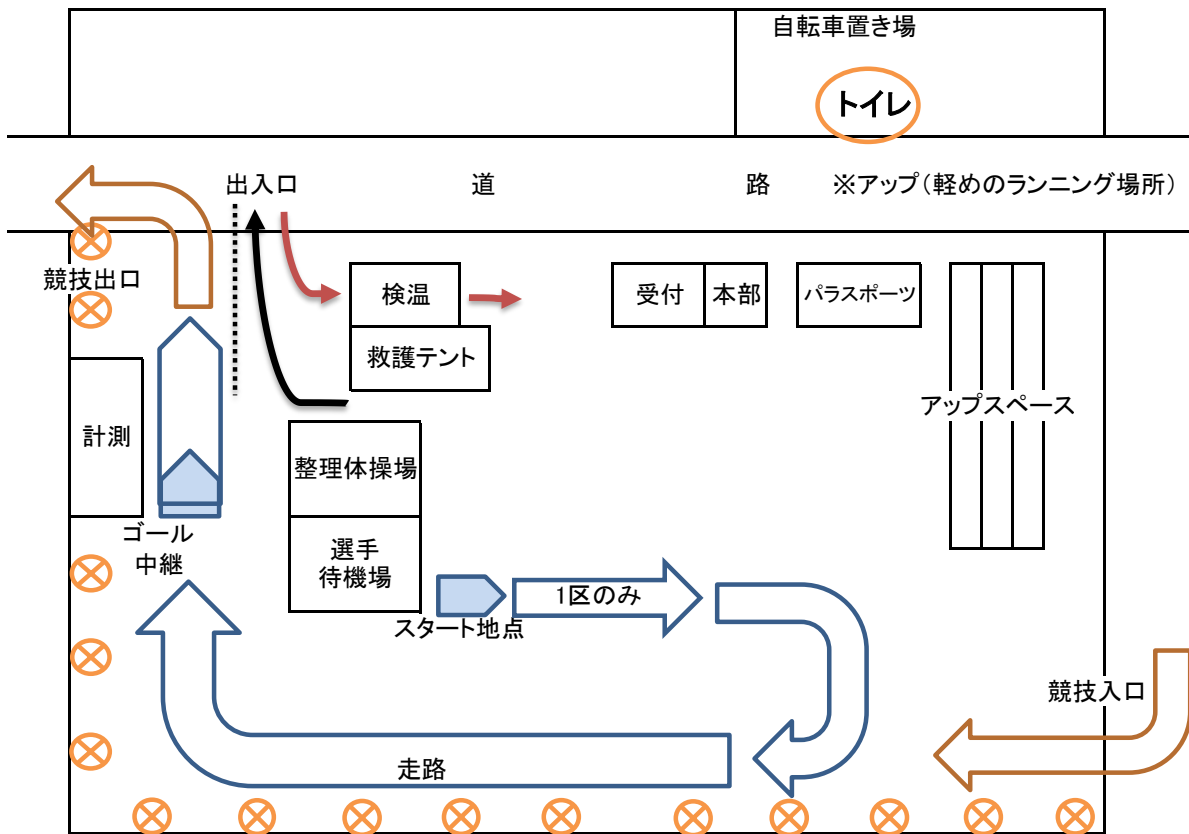 自転車置き場
トイレ
出入口
道
路
※アップ(軽めのランニング場所)
競技出口
検温
受付
本部
パラスポーツ
救護テント
アップスペース
計測
整理体操場
ゴール
中継
選手
待機場
1区のみ
スタート地点
競技入口
走路